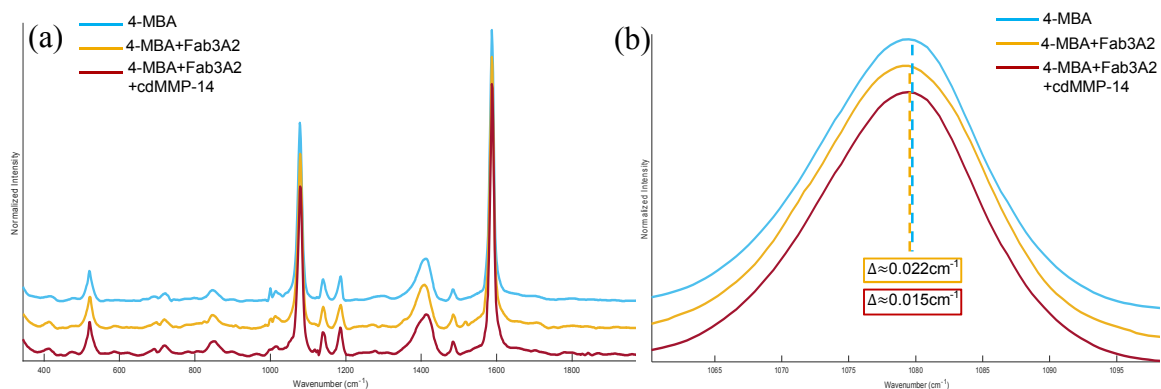 (a)
4-MBA
4-MBA+Fab3A2
4-MBA+Fab3A2
+cdMMP-14
Normalized Intensity
400 600 800 1000 1200 1400 1600 1800
Wavenumber (cm⁻¹)
(b)
4-MBA
4-MBA+Fab3A2
4-MBA+Fab3A2
+cdMMP-14
Normalized Intensity
Δ≈0.022cm⁻¹
Δ≈0.015cm⁻¹
1065 1070 1075 1080 1085 1090 1095
Wavenumber (cm⁻¹)